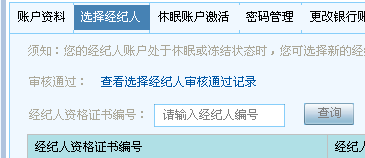 账户资料 选择经纪人 休眠账户激活 密码管理 更改银行账
须知：您的经纪人账户处于休眠或冻结状态时，您可选择新的经
审核通过： 查看选择经纪人审核通过记录
经纪人资格证书编号： 请输入经纪人编号 查询
经纪人资格证书编号 经纪人